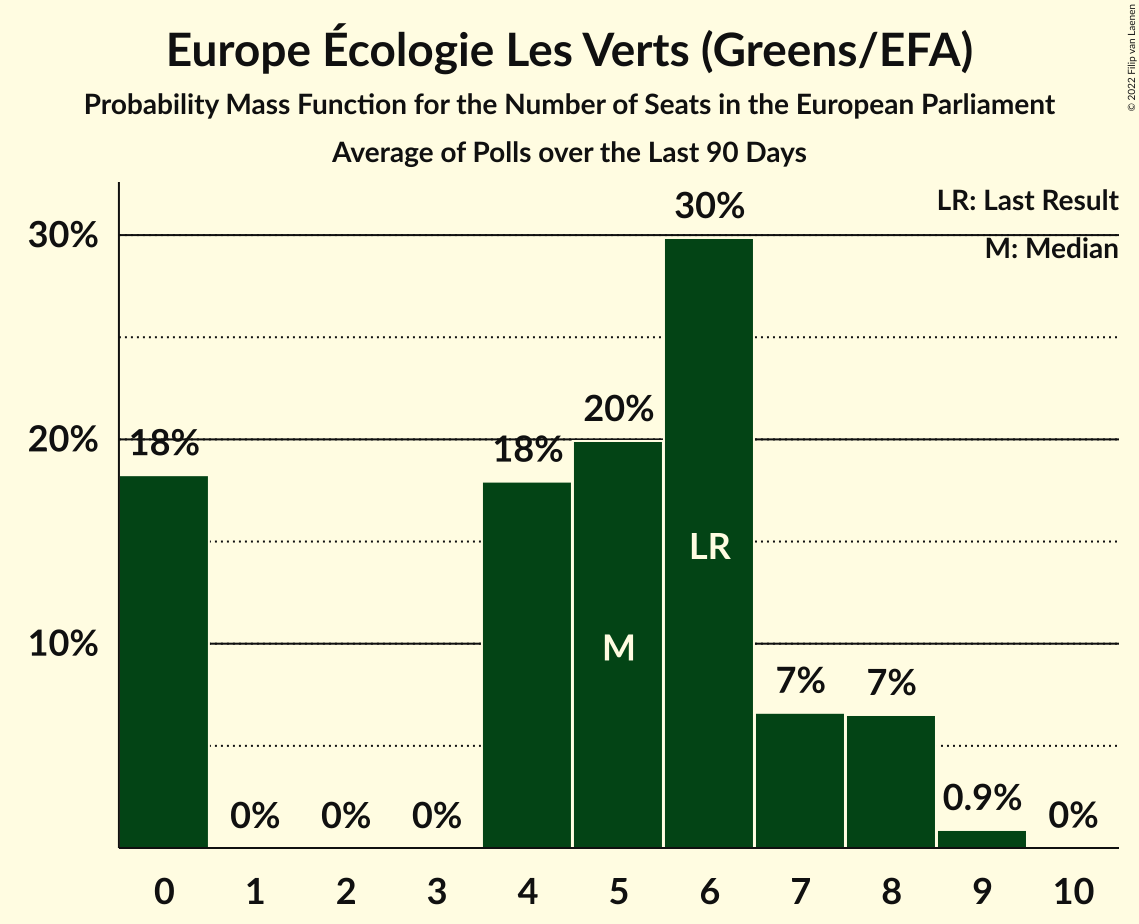 Europe Écologie Les Verts (Greens/EFA)
Probability Mass Function for the Number of Seats in the European Parliament
Average of Polls over the Last 90 Days
© 2022 Filip van Laenen
LR: Last Result
M: Median
30%
20%
10%
18%
0%
0%
0%
18%
20%
30%
7%
7%
0.9%
0%
LR
M
0 1 2 3 4 5 6 7 8 9 10